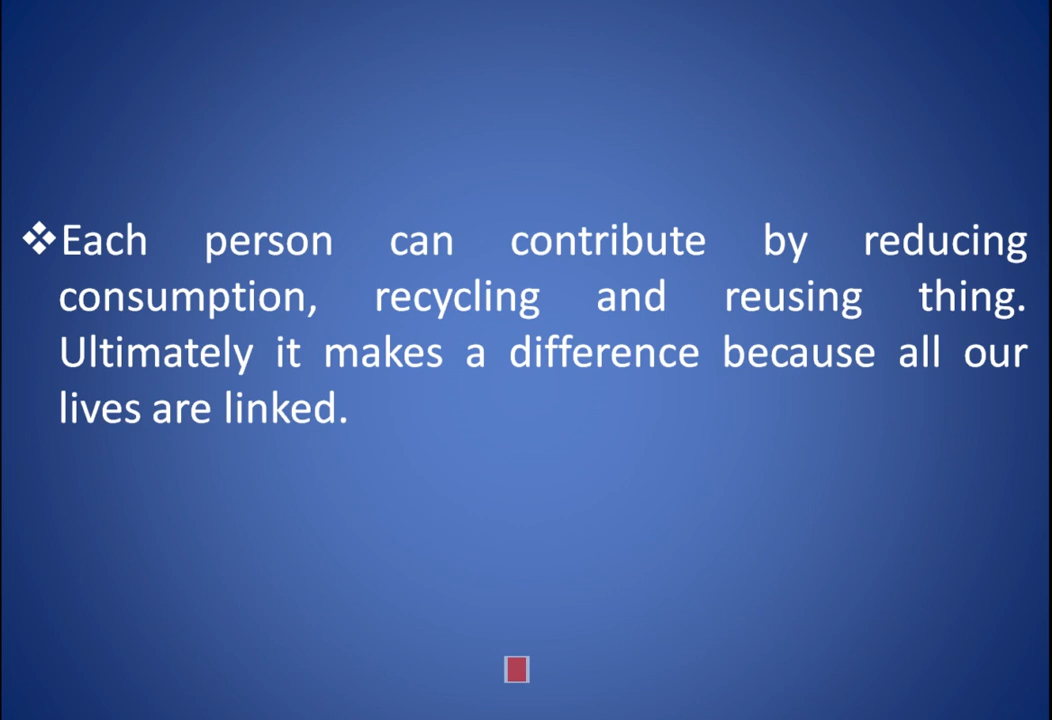 ❖Each person can contribute by reducing
consumption, recycling and reusing thing.
Ultimately it makes a difference because all our
lives are linked.